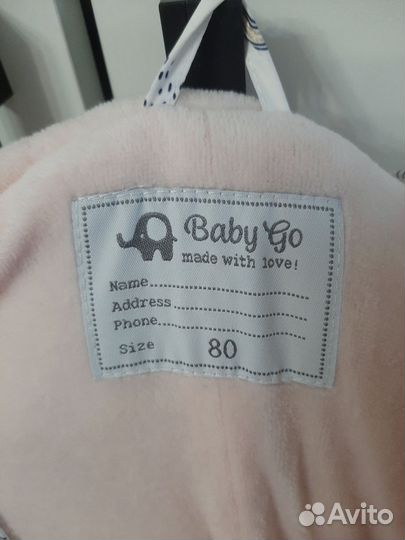 Baby Go
made with love!
Name..............................
Address........................
Phone...........................
Size 80
Avito